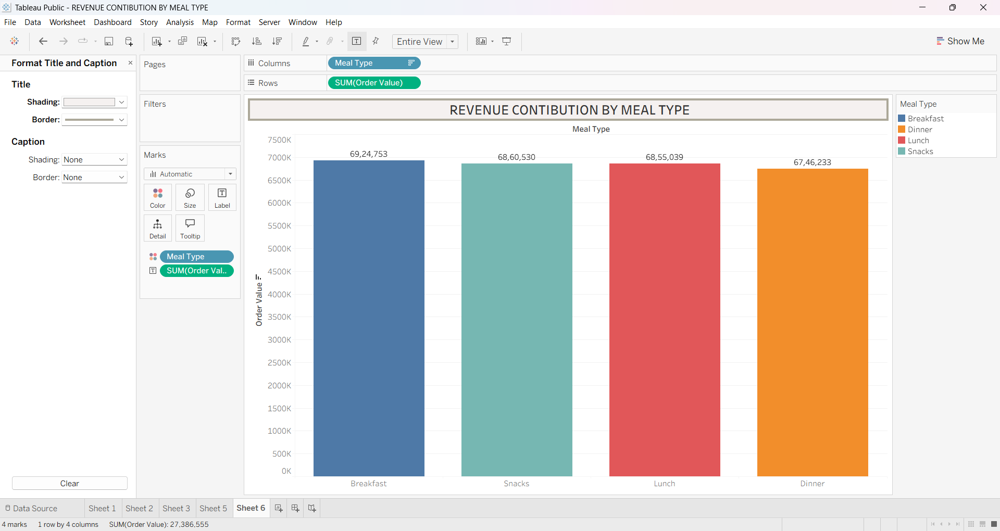 Tableau Public - REVENUE CONTIBUTION BY MEAL TYPE
File Data Worksheet Dashboard Story Analysis Map Format Server Window Help
Entire View
Show Me
Format Title and Caption
Title
Shading:
Border:
Caption
Shading: None
Border: None
Clear
Pages
Filters
Marks
Automatic
Color Size Label
Detail Tooltip
Meal Type
SUM(Order Val..
Columns Meal Type
Rows SUM(Order Value)
REVENUE CONTIBUTION BY MEAL TYPE
Meal Type
Order Value
7500K
7000K
6500K
6000K
5500K
5000K
4500K
4000K
3500K
3000K
2500K
2000K
1500K
1000K
500K
0K
69,24,753 68,60,530 68,55,039 67,46,233
Breakfast Snacks Lunch Dinner
Meal Type
Breakfast
Dinner
Lunch
Snacks
Data Source Sheet 1 Sheet 2 Sheet 3 Sheet 5 Sheet 6
4 marks 1 row by 4 columns SUM(Order Value): 27,386,555